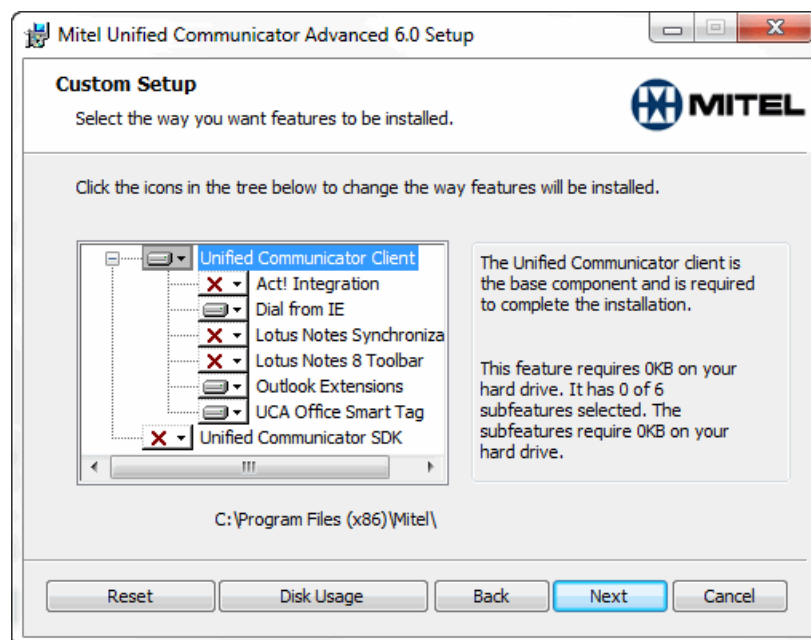 Mitel Unified Communicator Advanced 6.0 Setup
Custom Setup
Select the way you want features to be installed.
MITEL
Click the icons in the tree below to change the way features will be installed.
Unified Communicator Client
Act! Integration
Dial from IE
Lotus Notes Synchroniza
Lotus Notes 8 Toolbar
Outlook Extensions
UCA Office Smart Tag
Unified Communicator SDK
The Unified Communicator client is
the base component and is required
to complete the installation.
This feature requires 0KB on your
hard drive. It has 0 of 6
subfeatures selected. The
subfeatures require 0KB on your
hard drive.
C:\Program Files (x86)\Mitel\
Reset
Disk Usage
Back
Next
Cancel